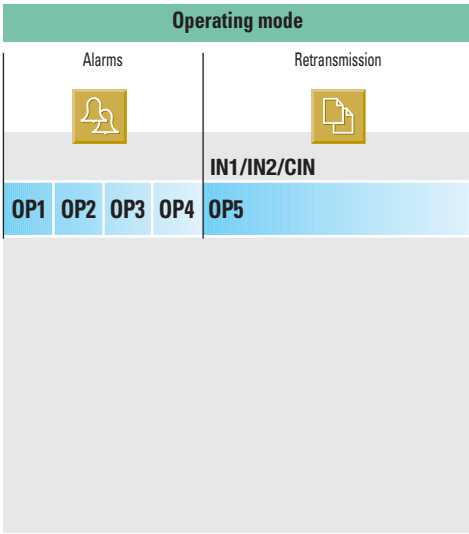 Operating mode
Alarms Retransmission
IN1/IN2/CIN
OP1 OP2 OP3 OP4 OP5